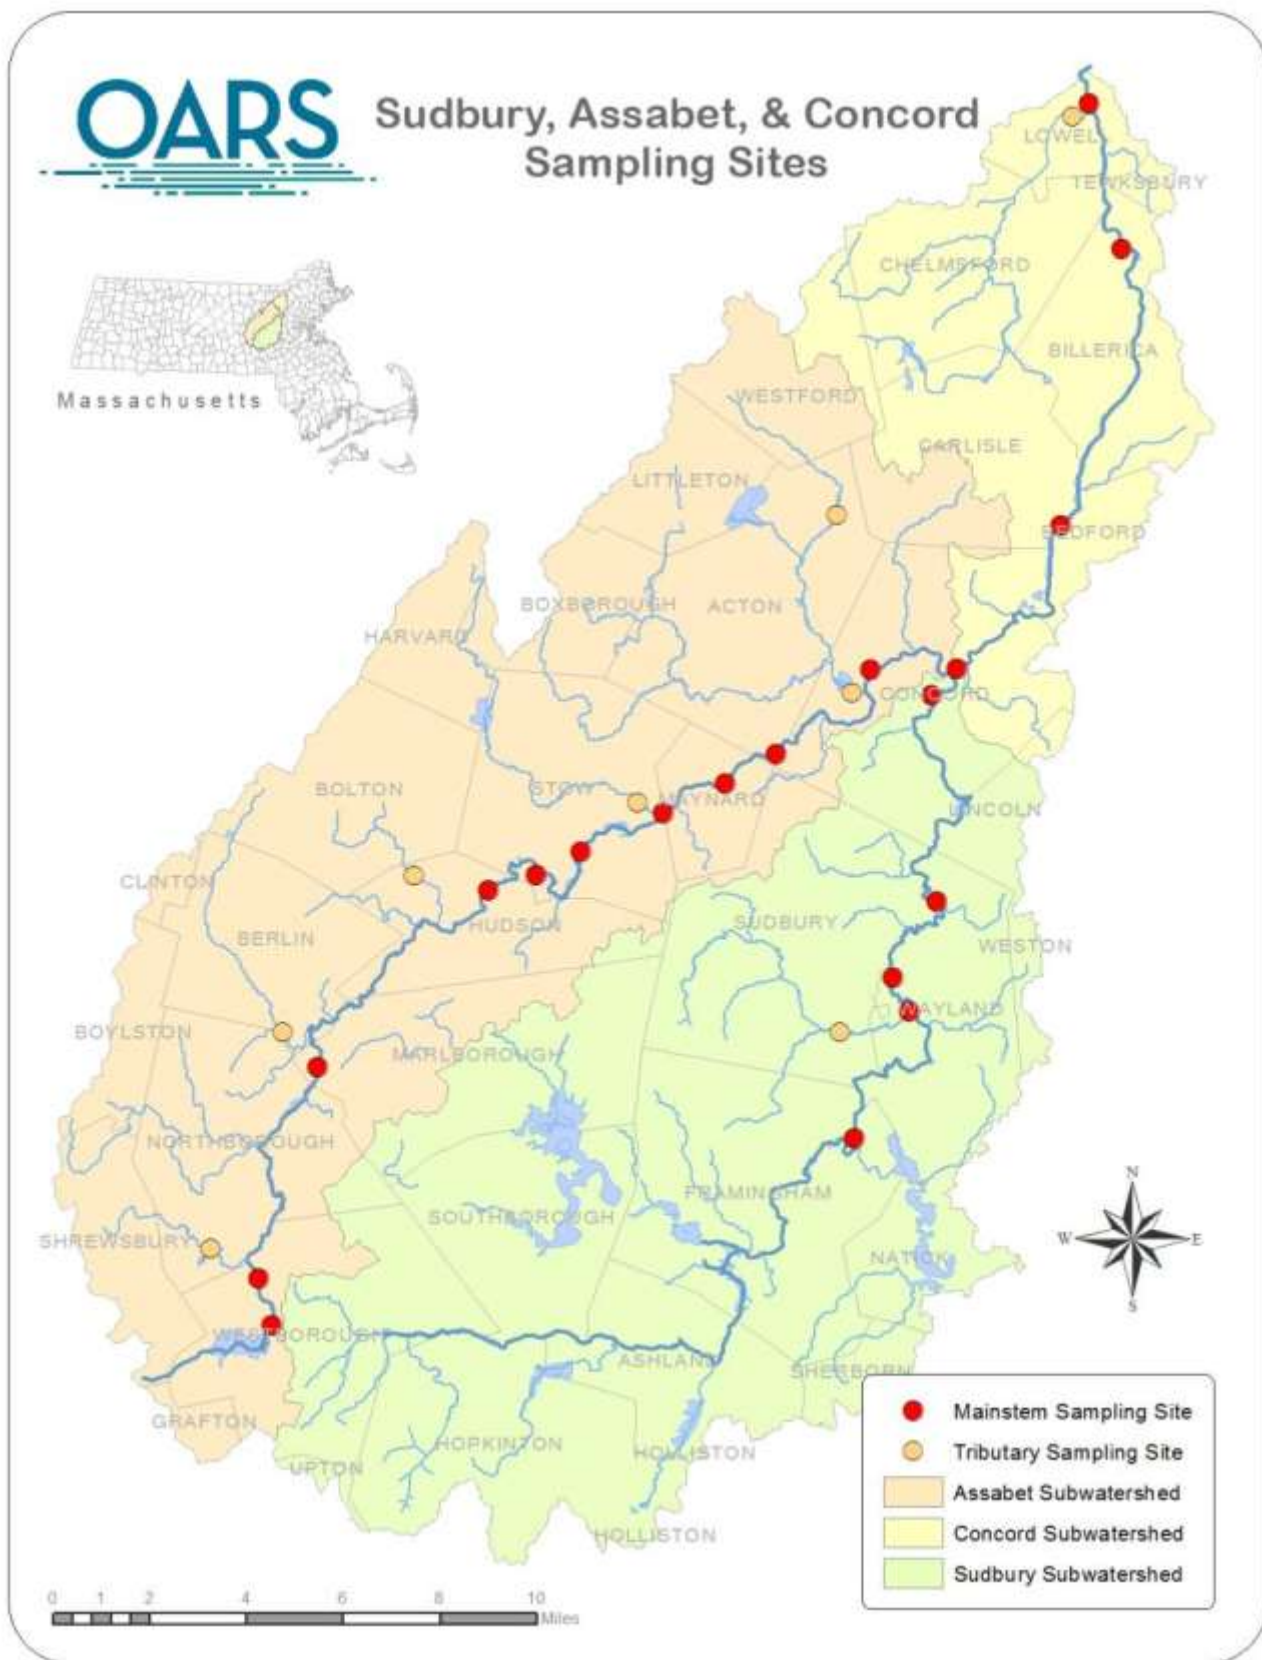 OARS
Sudbury, Assabet, & Concord
Sampling Sites
Massachusetts
LOWELL
TEWKSBURY
CHELMSFORD
BILLERICA
WESTFORD
CARLISLE
LITTLETON
BEDFORD
BOXBOROUGH
ACTON
HARVARD
CONCORD
BOLTON
STOW
MAYNARD
LINCOLN
CLINTON
BERLIN
HUDSON
SUDBURY
WESTON
BOYLSTON
WAYLAND
MARLBOROUGH
NORTHBOROUGH
FRAMINGHAM
SOUTHBOROUGH
SHREWSBURY
NATICK
WESTBOROUGH
ASHLAND
SHERBORN
GRAFTON
HOPKINTON
HOLLISTON
UPTON
HOLLISTON
N
W E
S
Mainstem Sampling Site
Tributary Sampling Site
Assabet Subwatershed
Concord Subwatershed
Sudbury Subwatershed
0 1 2 4 6 8 10
Miles